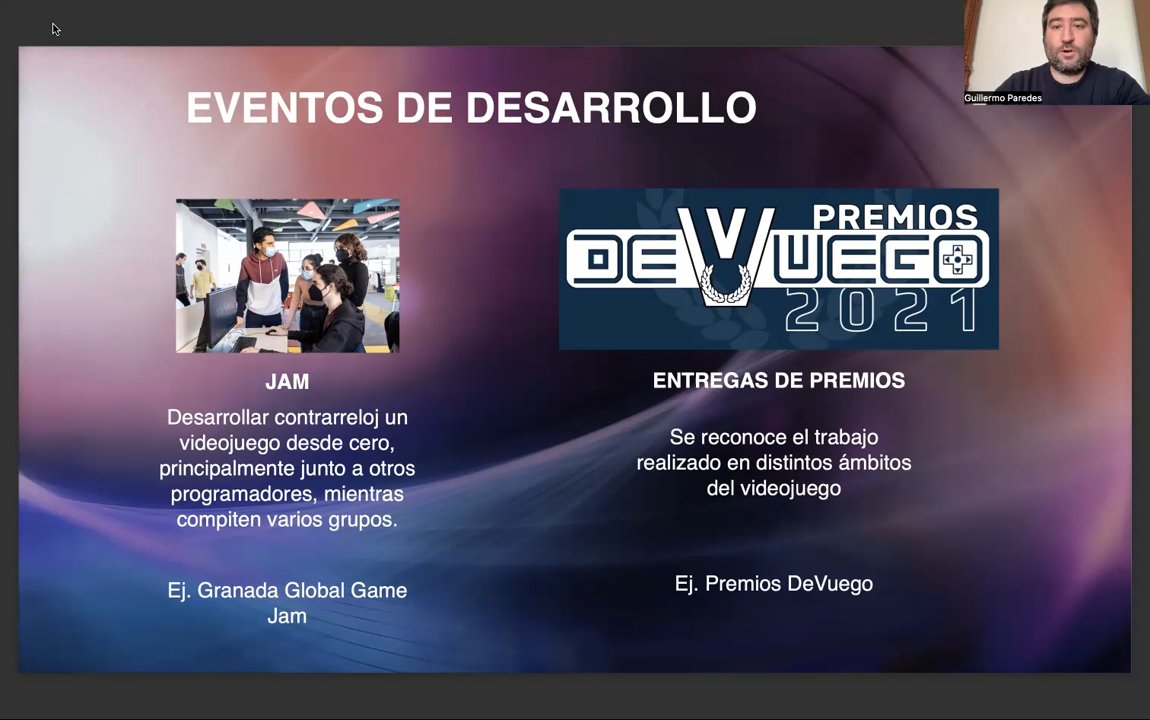 Guillermo Paredes
EVENTOS DE DESARROLLO
PREMIOS
DEVUEGO
2021
JAM
Desarrollar contrarreloj un
videojuego desde cero,
principalmente junto a otros
programadores, mientras
compiten varios grupos.
Ej. Granada Global Game
Jam
ENTREGAS DE PREMIOS
Se reconoce el trabajo
realizado en distintos ámbitos
del videojuego
Ej. Premios DeVuego